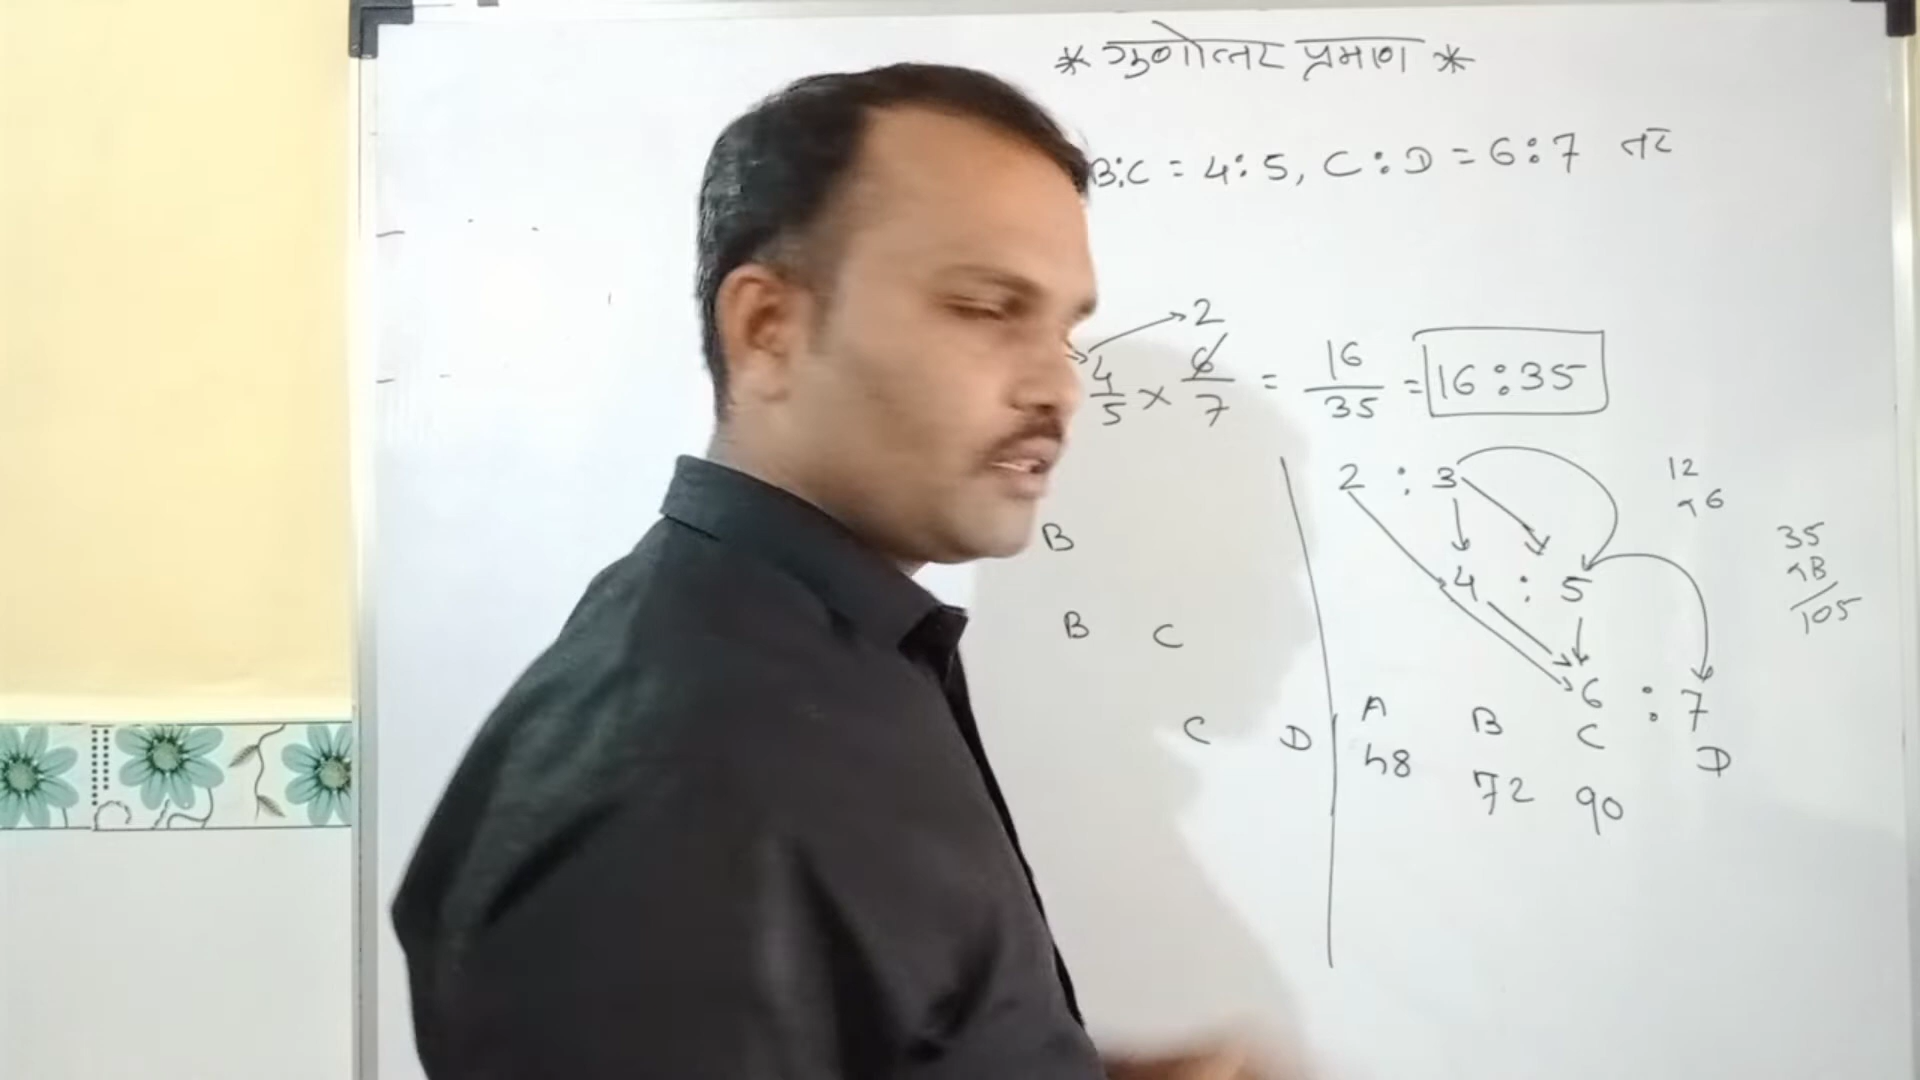 * गुणोत्तर प्रमाण *
B:C = 4:5, C:D = 6:7 तर
2
4/5 × 6/7 = 16/35 = 16:35
2 : 3
12
×6
B
35
×3
105
4 : 5
B C
6 : 7
C D
A B C D
48 72 90